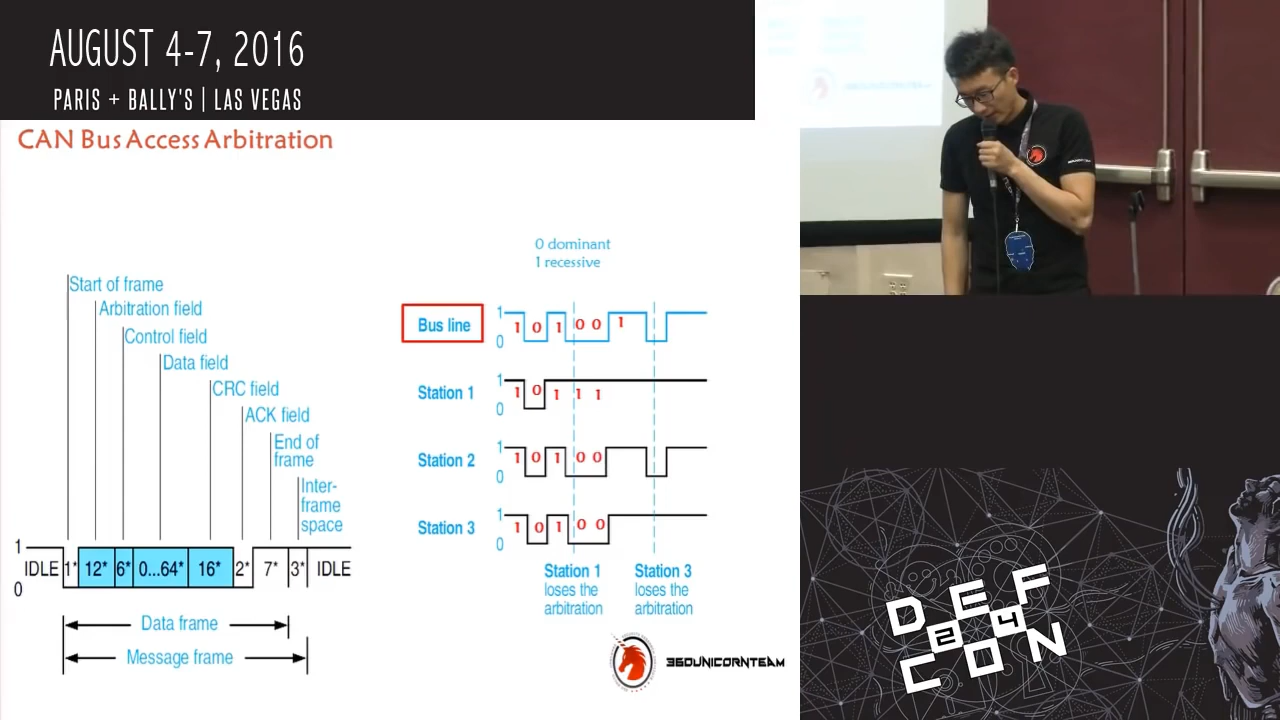 AUGUST 4-7, 2016
PARIS + BALLY'S | LAS VEGAS
CAN Bus Access Arbitration
0 dominant
1 recessive
Start of frame
Arbitration field
Control field
Data field
CRC field
ACK field
End of
frame
Inter-
frame
space
1
0
IDLE 1* 12* 6* 0...64* 16* 2* 7* 3* IDLE
Data frame
Message frame
Bus line 1 0 1 0 1 0 0 1
Station 1 1 0 1 0 1 1 1
Station 2 1 0 1 0 1 0 0
Station 3 1 0 1 0 1 0 0
Station 1
loses the
arbitration
Station 3
loses the
arbitration
360UNICORNTEAM
DEF
24
CON